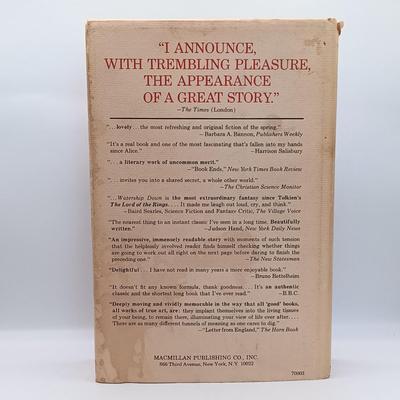 “I ANNOUNCE,
WITH TREMBLING PLEASURE,
THE APPEARANCE
OF A GREAT STORY.”
—The Times (London)
“. . . lovely . . . the most refreshing and original fiction of the spring.”
—Barbara A. Bannon, Publishers Weekly
“It's a real book and one of the most fascinating that's fallen into my hands
since Alice.”
—Harrison Salisbury
“. . . a literary work of uncommon merit.”
—“Book Ends,” New York Times Book Review
“. . . invites you into a shared secret, a whole other world.”
—The Christian Science Monitor
“. . . Watership Down is the most extraordinary fantasy since Tolkien's
The Lord of the Rings. . . . It made me laugh out loud, cry, and think.”
—Baird Searles, Science Fiction and Fantasy Critic, The Village Voice
“The nearest thing to an instant classic I've seen in a long time. Beautifully
written.”
—Judson Hand, New York Daily News
“An impressive, immensely readable story with moments of such tension
that the helplessly involved reader finds himself checking whether things
are going to work out all right on the next page before daring to finish the
preceding one.”
—The New Statesman
“Delightful . . . I have not read in many years a more enjoyable book.”
—Bruno Bettelheim
“It doesn't fit any known formula, thank goodness. . . . It's an authentic
classic and the shortest long book that I've ever read.”
—B.B.C.
“Deeply moving and vividly memorable in the way that all 'good' books,
all works of true art, are: they implant themselves into the living tissues
of your being, to remain there, illuminating your view of life ever after. . . .
There are as many different tunnels of meaning as one cares to dig.”
—“Letter from England,” The Horn Book
MACMILLAN PUBLISHING CO., INC.
866 Third Avenue, New York, N.Y. 10022
70003